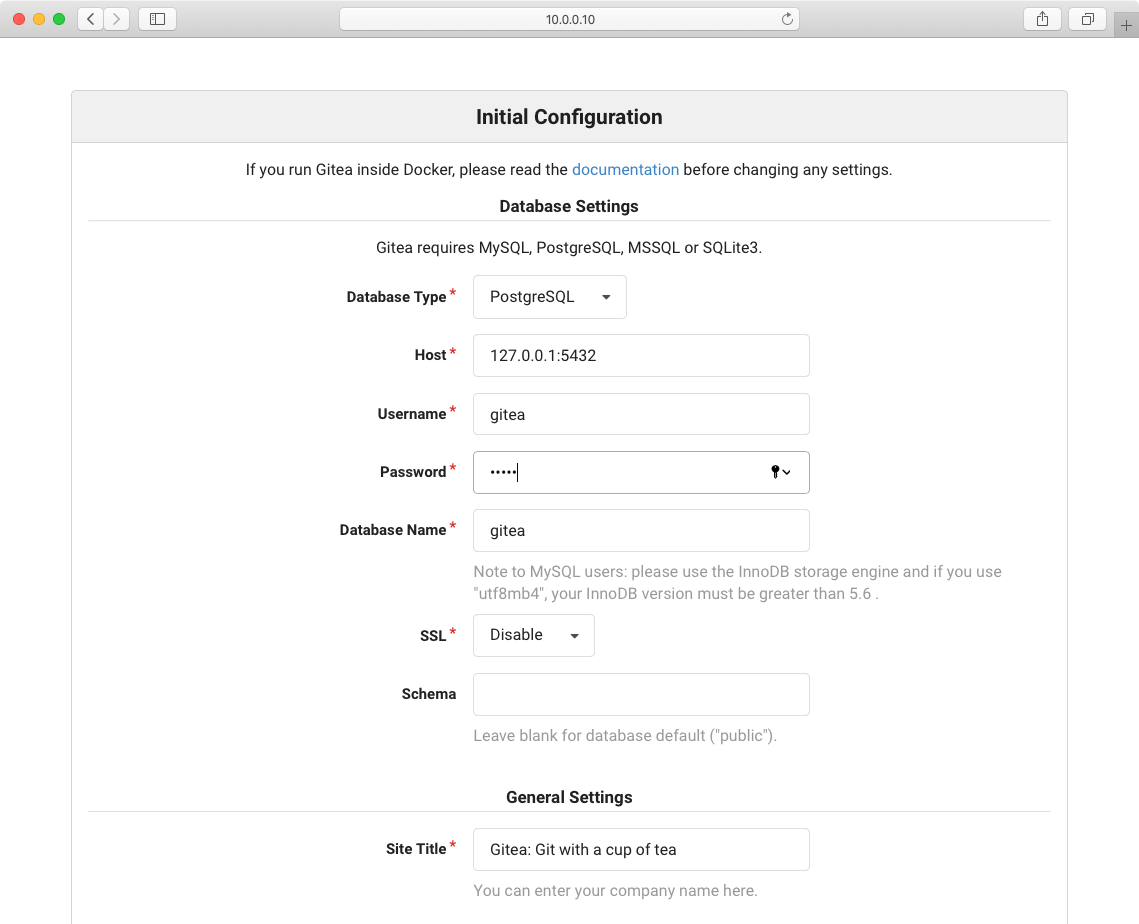 10.0.0.10
Initial Configuration
If you run Gitea inside Docker, please read the documentation before changing any settings.
Database Settings
Gitea requires MySQL, PostgreSQL, MSSQL or SQLite3.
Database Type* PostgreSQL
Host* 127.0.0.1:5432
Username* gitea
Password* •••••
Database Name* gitea
Note to MySQL users: please use the InnoDB storage engine and if you use
"utf8mb4", your InnoDB version must be greater than 5.6 .
SSL* Disable
Schema
Leave blank for database default ("public").
General Settings
Site Title* Gitea: Git with a cup of tea
You can enter your company name here.